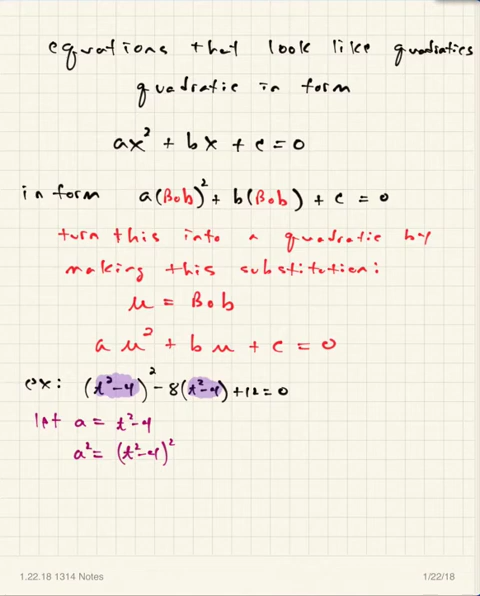 equations that look like quadratics
quadratic in form
ax² + bx + c = 0
in form a(Bob)² + b(Bob) + c = 0
turn this into a quadratic by
making this substitution:
u = Bob
a u² + b u + c = 0
ex: (t²-4)² - 8(t²-4) + 12 = 0
let a = t²-4
a² = (t²-4)²
1.22.18 1314 Notes
1/22/18